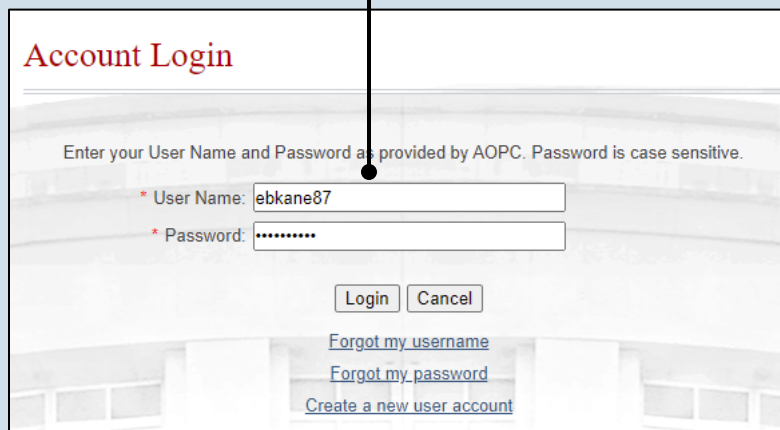 Account Login
Enter your User Name and Password as provided by AOPC. Password is case sensitive.
* User Name: ebkane87
* Password: ••••••••••
Login Cancel
Forgot my username
Forgot my password
Create a new user account